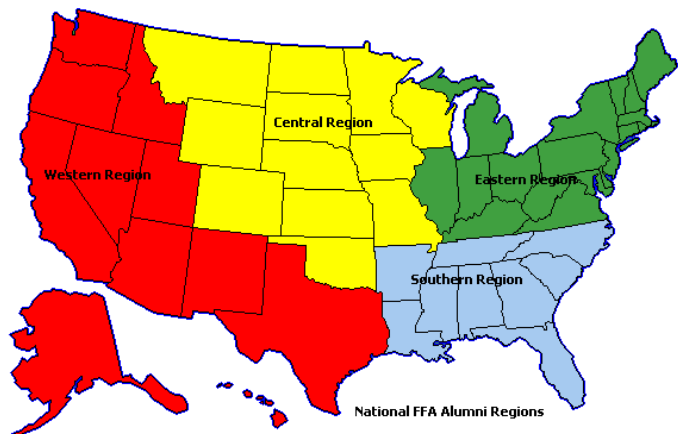 Central Region
Western Region
Eastern Region
Southern Region
National FFA Alumni Regions